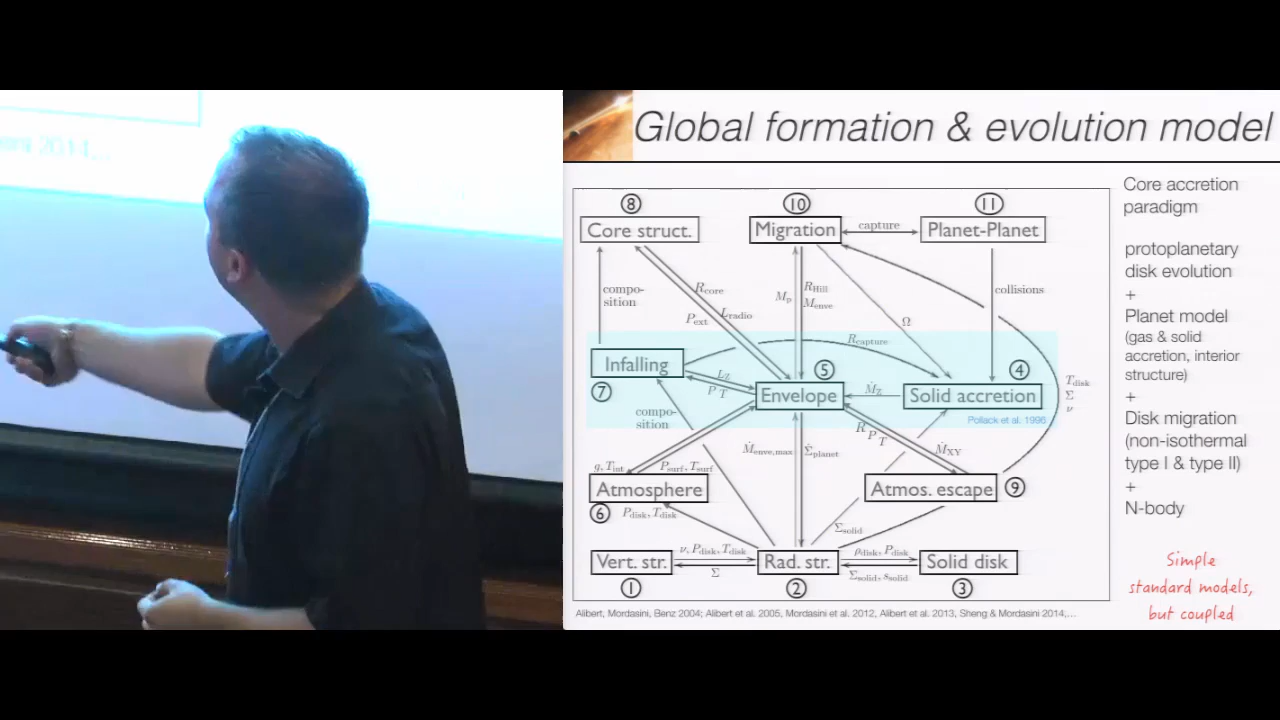 2014...
Global formation & evolution model
8
10
11
Core struct.
Migration
capture
Planet-Planet
compo-
sition
R_core
L_radio
P_ext
M_p
R_Hill
M_enve
Ω
collisions
R_capture
Infalling
7
L_Z
P T
5
Envelope
Ṁ_Z
4
Solid accretion
Pollack et al. 1996
T_disk
Σ
ν
compo-
sition
Ṁ_enve,max
Σ̇_planet
R P T
Ṁ_XY
g, T_int
P_surf, T_surf
Atmosphere
6
P_disk, T_disk
Atmos. escape
9
Σ_solid
Vert. str.
ν, P_disk, T_disk
Σ
Rad. str.
ρ_disk, P_disk
Σ_solid, s_solid
Solid disk
1
2
3
Alibert, Mordasini, Benz 2004; Alibert et al. 2005, Mordasini et al. 2012, Alibert et al. 2013, Sheng & Mordasini 2014,...
Core accretion
paradigm
protoplanetary
disk evolution
+
Planet model
(gas & solid
accretion, interior
structure)
+
Disk migration
(non-isothermal
type I & type II)
+
N-body
Simple
standard models,
but coupled